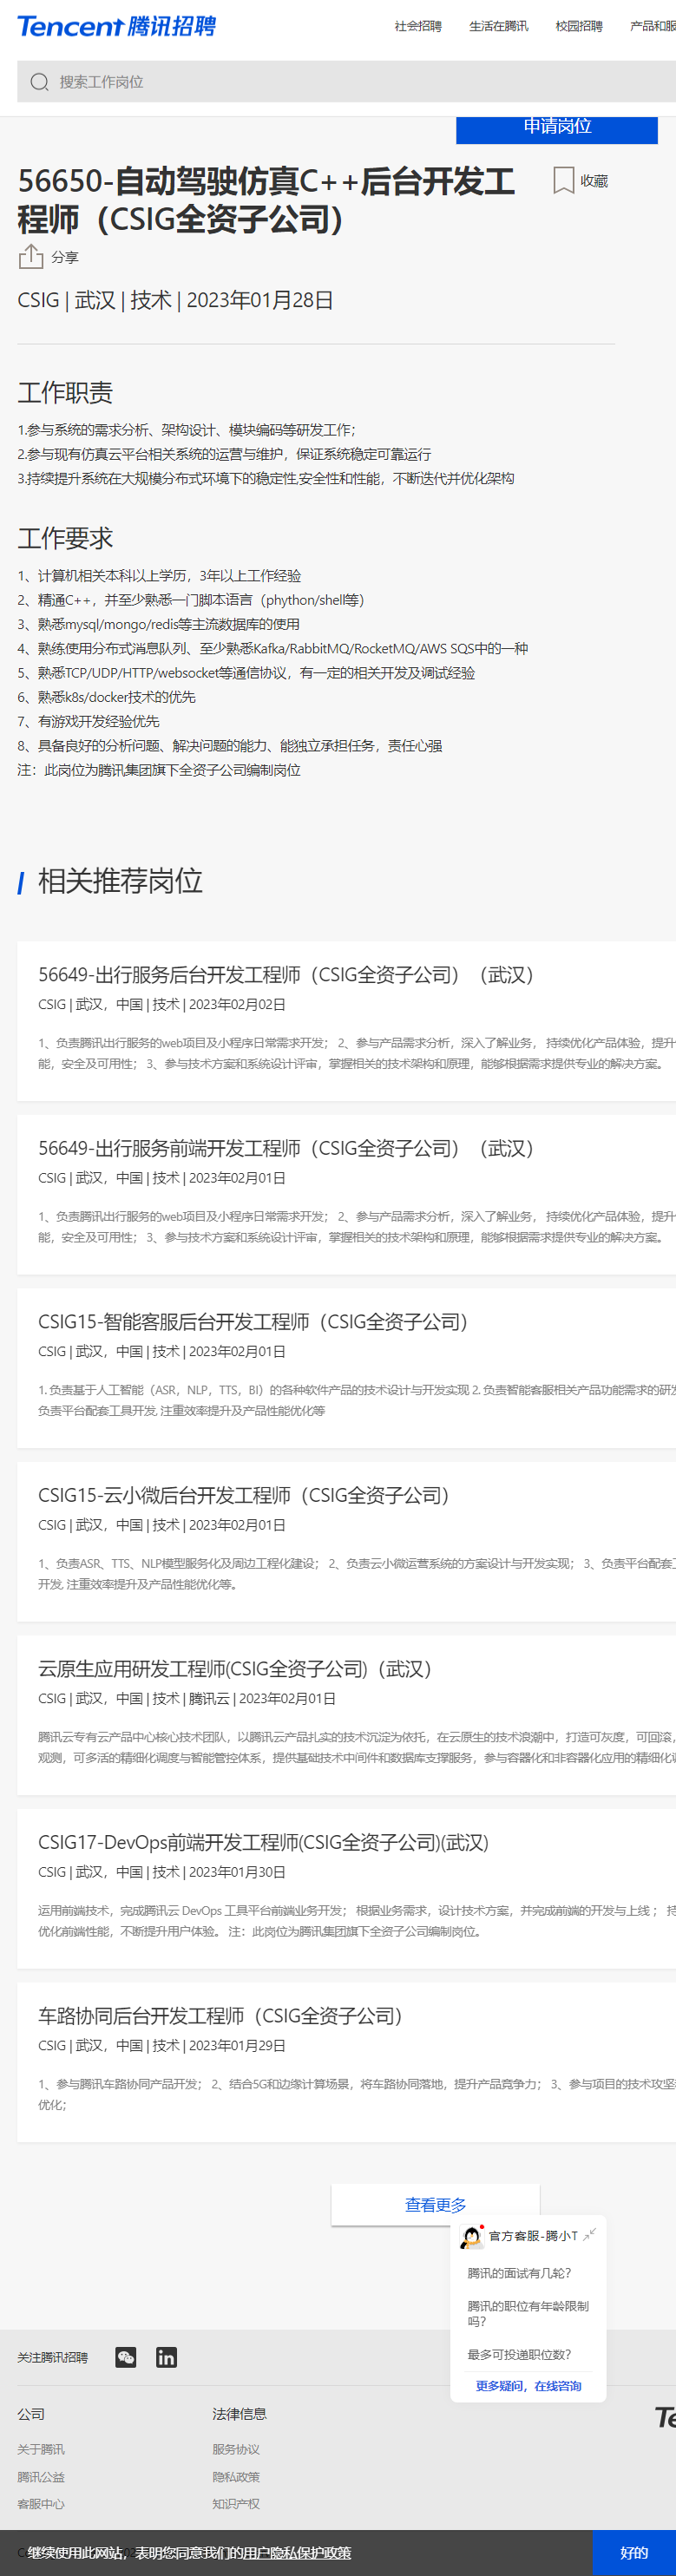 Tencent 腾讯招聘
社会招聘 生活在腾讯 校园招聘 产品和服
搜索工作岗位
申请岗位
56650-自动驾驶仿真C++后台开发工
程师（CSIG全资子公司）
收藏
分享
CSIG | 武汉 | 技术 | 2023年01月28日
工作职责
1.参与系统的需求分析、架构设计、模块编码等研发工作；
2.参与现有仿真云平台相关系统的运营与维护，保证系统稳定可靠运行
3.持续提升系统在大规模分布式环境下的稳定性,安全性和性能，不断迭代并优化架构
工作要求
1、计算机相关本科以上学历，3年以上工作经验
2、精通C++，并至少熟悉一门脚本语言（phython/shell等）
3、熟悉mysql/mongo/redis等主流数据库的使用
4、熟练使用分布式消息队列、至少熟悉Kafka/RabbitMQ/RocketMQ/AWS SQS中的一种
5、熟悉TCP/UDP/HTTP/websocket等通信协议，有一定的相关开发及调试经验
6、熟悉k8s/docker技术的优先
7、有游戏开发经验优先
8、具备良好的分析问题、解决问题的能力、能独立承担任务，责任心强
注：此岗位为腾讯集团旗下全资子公司编制岗位
相关推荐岗位
56649-出行服务后台开发工程师（CSIG全资子公司）（武汉）
CSIG | 武汉，中国 | 技术 | 2023年02月02日
1、负责腾讯出行服务的web项目及小程序日常需求开发； 2、参与产品需求分析，深入了解业务， 持续优化产品体验，提升
能，安全及可用性； 3、参与技术方案和系统设计评审，掌握相关的技术架构和原理，能够根据需求提供专业的解决方案。
56649-出行服务前端开发工程师（CSIG全资子公司）（武汉）
CSIG | 武汉，中国 | 技术 | 2023年02月01日
1、负责腾讯出行服务的web项目及小程序日常需求开发； 2、参与产品需求分析，深入了解业务， 持续优化产品体验，提升
能，安全及可用性； 3、参与技术方案和系统设计评审，掌握相关的技术架构和原理，能够根据需求提供专业的解决方案。
CSIG15-智能客服后台开发工程师（CSIG全资子公司）
CSIG | 武汉，中国 | 技术 | 2023年02月01日
1. 负责基于人工智能（ASR，NLP，TTS，BI）的各种软件产品的技术设计与开发实现 2. 负责智能客服相关产品功能需求的研发
负责平台配套工具开发, 注重效率提升及产品性能优化等
CSIG15-云小微后台开发工程师（CSIG全资子公司）
CSIG | 武汉，中国 | 技术 | 2023年02月01日
1、负责ASR、TTS、NLP模型服务化及周边工程化建设； 2、负责云小微运营系统的方案设计与开发实现； 3、负责平台配套工
开发, 注重效率提升及产品性能优化等。
云原生应用研发工程师(CSIG全资子公司)（武汉）
CSIG | 武汉，中国 | 技术 | 腾讯云 | 2023年02月01日
腾讯云专有云产品中心核心技术团队，以腾讯云产品扎实的技术沉淀为依托，在云原生的技术浪潮中，打造可灰度，可回滚，
观测，可多活的精细化调度与智能管控体系，提供基础技术中间件和数据库支撑服务，参与容器化和非容器化应用的精细化调
CSIG17-DevOps前端开发工程师(CSIG全资子公司)(武汉)
CSIG | 武汉，中国 | 技术 | 2023年01月30日
运用前端技术，完成腾讯云 DevOps 工具平台前端业务开发； 根据业务需求，设计技术方案，并完成前端的开发与上线； 持
优化前端性能，不断提升用户体验。 注：此岗位为腾讯集团旗下全资子公司编制岗位。
车路协同后台开发工程师（CSIG全资子公司）
CSIG | 武汉，中国 | 技术 | 2023年01月29日
1、参与腾讯车路协同产品开发； 2、结合5G和边缘计算场景，将车路协同落地，提升产品竞争力； 3、参与项目的技术攻坚
优化；
查看更多
官方客服-腾小T
腾讯的面试有几轮?
腾讯的职位有年龄限制
吗?
最多可投递职位数?
更多疑问，在线咨询
关注腾讯招聘
公司 法律信息
关于腾讯 服务协议
腾讯公益 隐私政策
客服中心 知识产权
继续使用此网站，表明您同意我们的用户隐私保护政策
好的